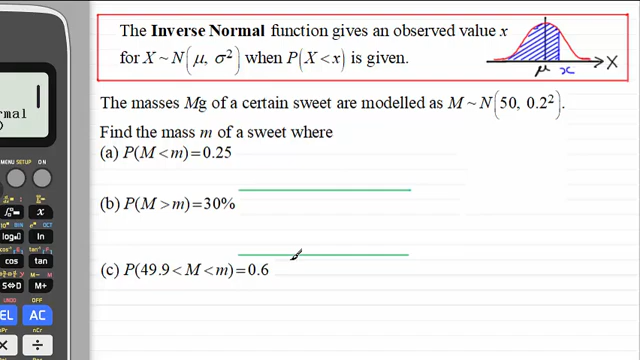 The Inverse Normal function gives an observed value x
for X ~ N(μ, σ²) when P(X < x) is given.
μ x X
The masses Mg of a certain sweet are modelled as M ~ N(50, 0.2²).
Find the mass m of a sweet where
(a) P(M < m) = 0.25
(b) P(M > m) = 30%
(c) P(49.9 < M < m) = 0.6
MENU SETUP ON
x
log ln
cos tan
S⇔D M+
AC
nCr
× ÷